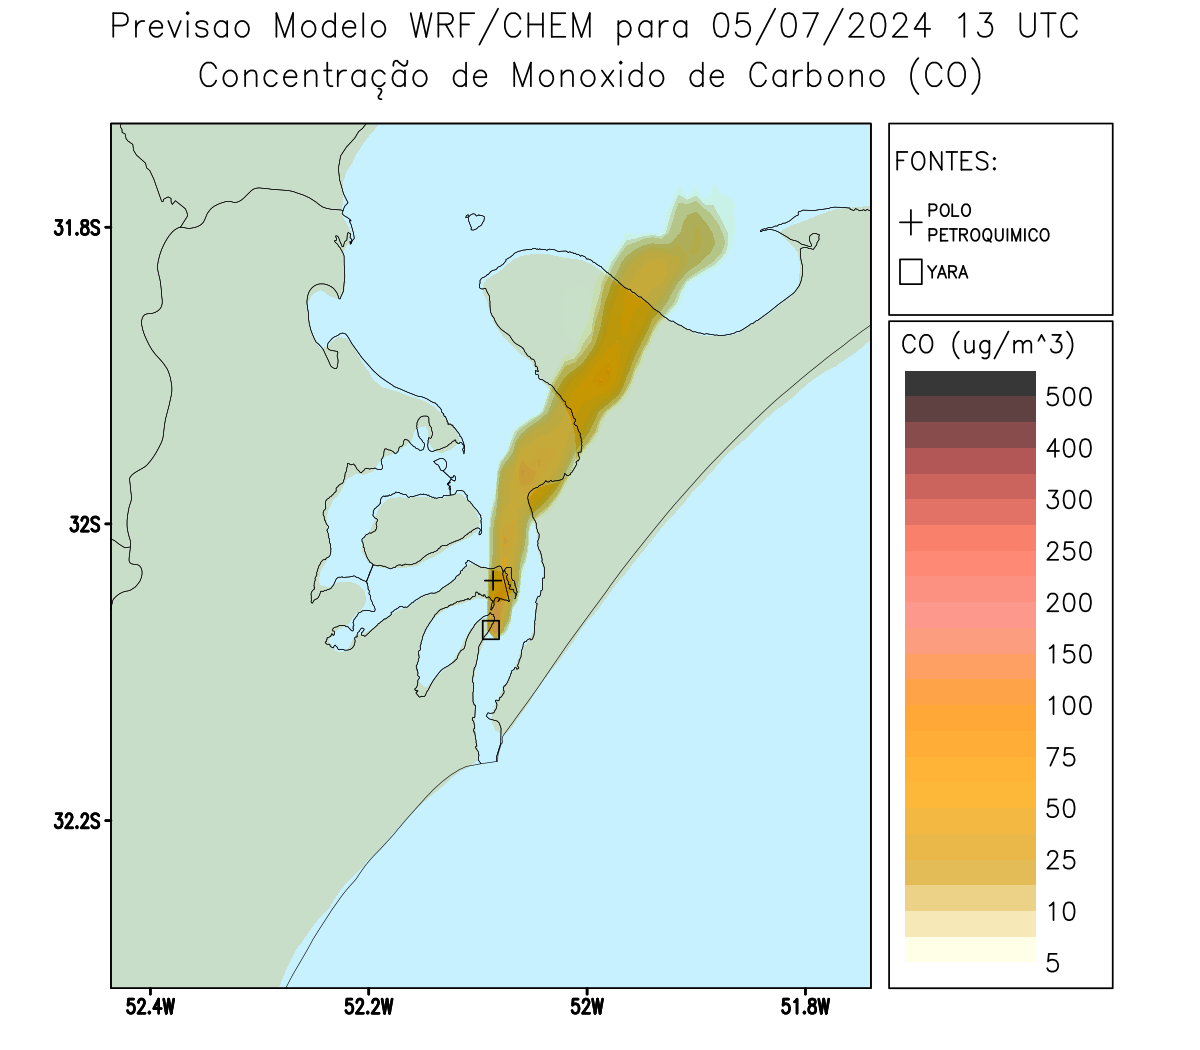 Previsao Modelo WRF/CHEM para 05/07/2024 13 UTC
Concentração de Monoxido de Carbono (CO)
FONTES:
POLO
PETROQUIMICO
YARA
CO (ug/m^3)
500
400
300
250
200
150
100
75
50
25
10
5
31.8S
32S
32.2S
52.4W
52.2W
52W
51.8W